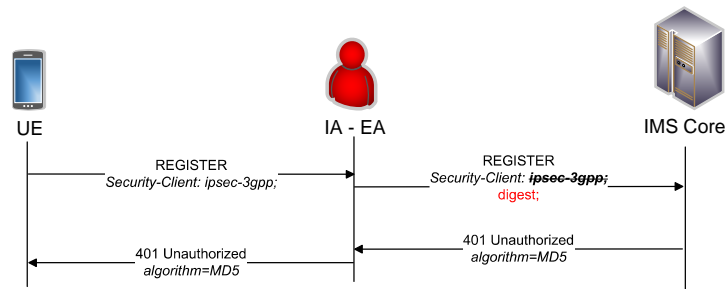 UE
IA - EA
IMS Core
REGISTER
Security-Client: ipsec-3gpp;
REGISTER
Security-Client: ipsec-3gpp;
digest;
401 Unauthorized
algorithm=MD5
401 Unauthorized
algorithm=MD5